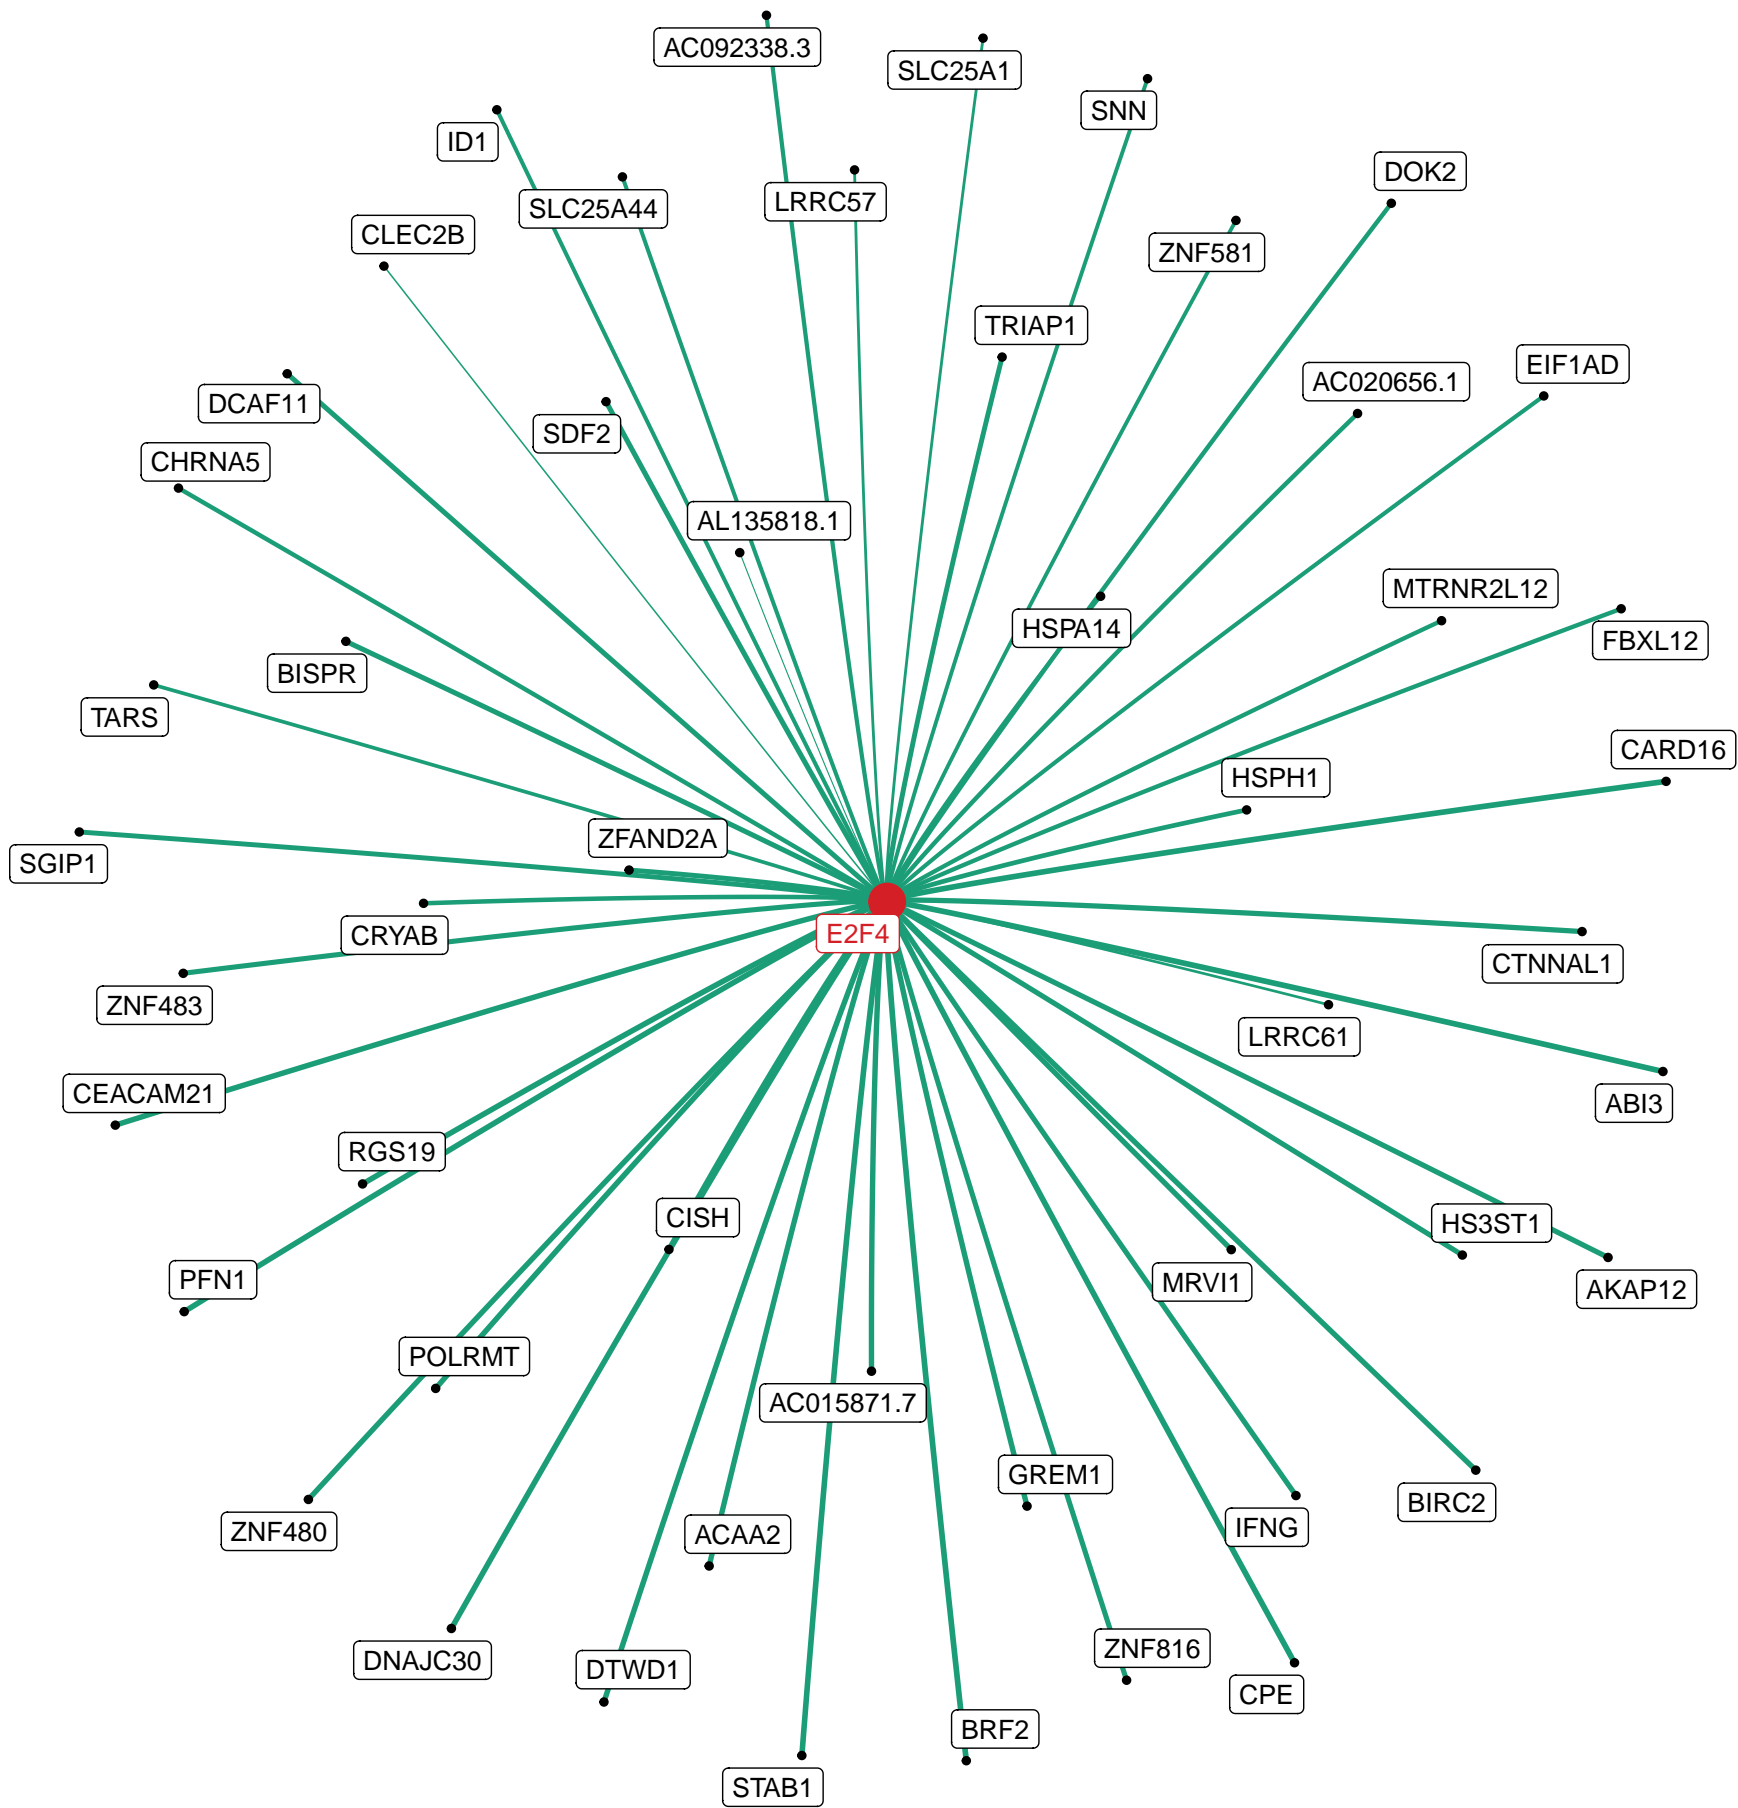 AC092338.3
SLC25A1
SNN
ID1
DOK2
LRRC57
SLC25A44
CLEC2B
ZNF581
TRIAP1
EIF1AD
AC020656.1
DCAF11
SDF2
CHRNA5
AL135818.1
MTRNR2L12
HSPA14
FBXL12
BISPR
TARS
CARD16
HSPH1
ZFAND2A
SGIP1
E2F4
CRYAB
CTNNAL1
ZNF483
LRRC61
CEACAM21
ABI3
RGS19
CISH
HS3ST1
PFN1
MRVI1
AKAP12
POLRMT
AC015871.7
GREM1
BIRC2
IFNG
ZNF480
ACAA2
ZNF816
DNAJC30
DTWD1
CPE
BRF2
STAB1